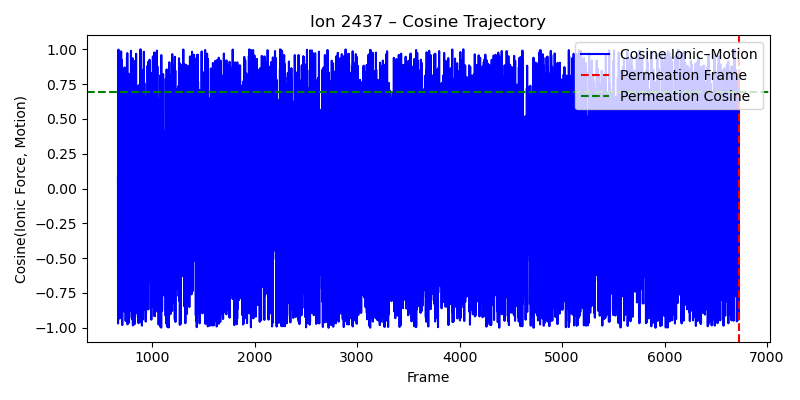 Ion 2437 – Cosine Trajectory
Cosine Ionic–Motion
Permeation Frame
Permeation Cosine
Cosine(Ionic Force, Motion)
1.00
0.75
0.50
0.25
0.00
−0.25
−0.50
−0.75
−1.00
1000 2000 3000 4000 5000 6000 7000
Frame